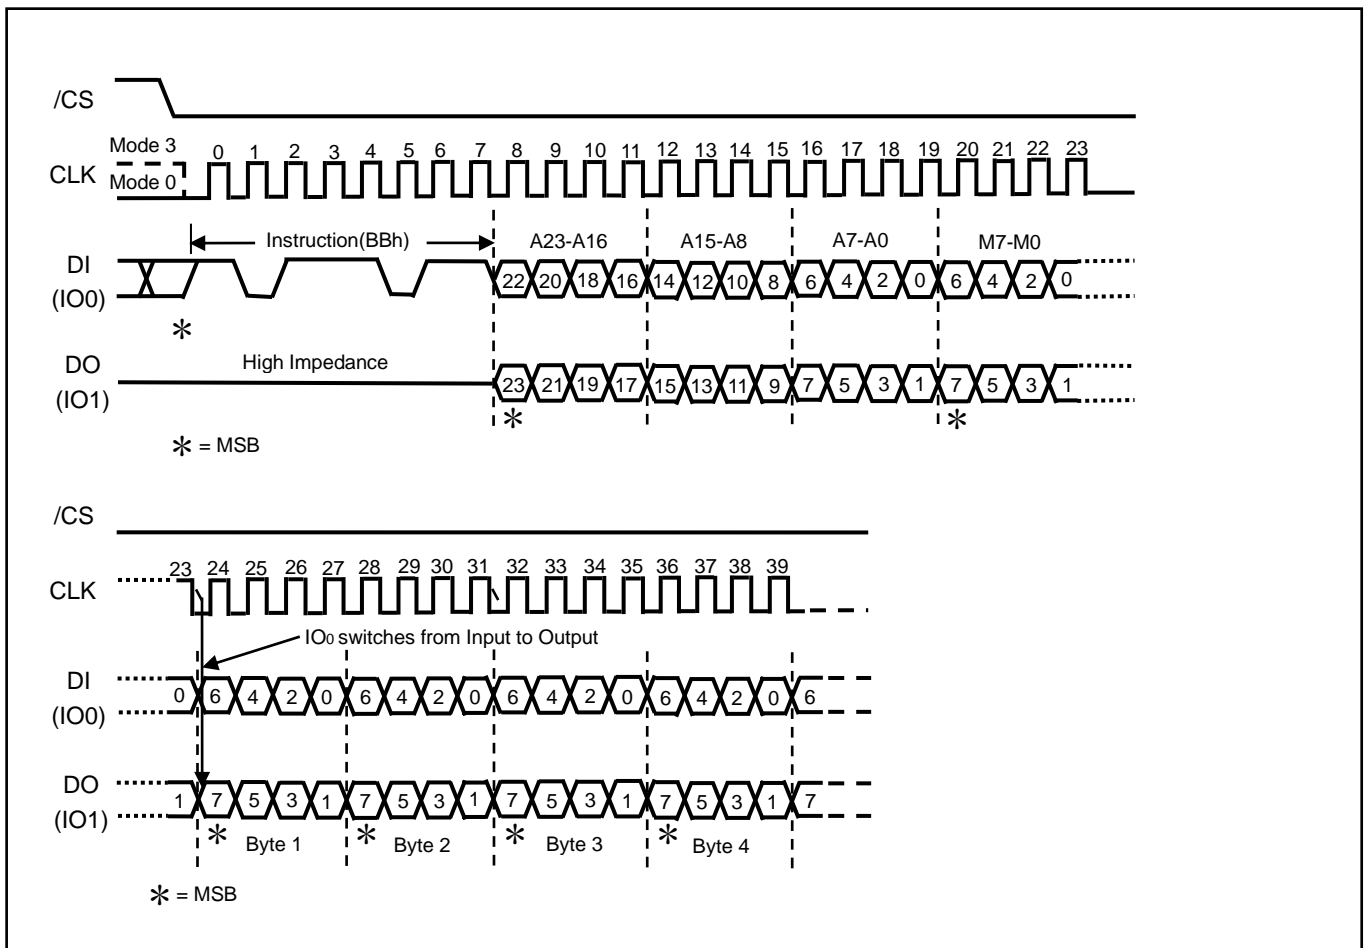 /CS
Mode 3
0 1 2 3 4 5 6 7 8 9 10 11 12 13 14 15 16 17 18 19 20 21 22 23
CLK
Mode 0
Instruction(BBh) A23-A16 A15-A8 A7-A0 M7-M0
DI
(IO0)
22 20 18 16 14 12 10 8 6 4 2 0 6 4 2 0
*
DO
(IO1)
High Impedance
23 21 19 17 15 13 11 9 7 5 3 1 7 5 3 1
* *
* = MSB
/CS
23 24 25 26 27 28 29 30 31 32 33 34 35 36 37 38 39
CLK
IO0 switches from Input to Output
DI
(IO0)
0 6 4 2 0 6 4 2 0 6 4 2 0 6 4 2 0 6
DO
(IO1)
1 7 5 3 1 7 5 3 1 7 5 3 1 7 5 3 1 7
* Byte 1 * Byte 2 * Byte 3 * Byte 4
* = MSB